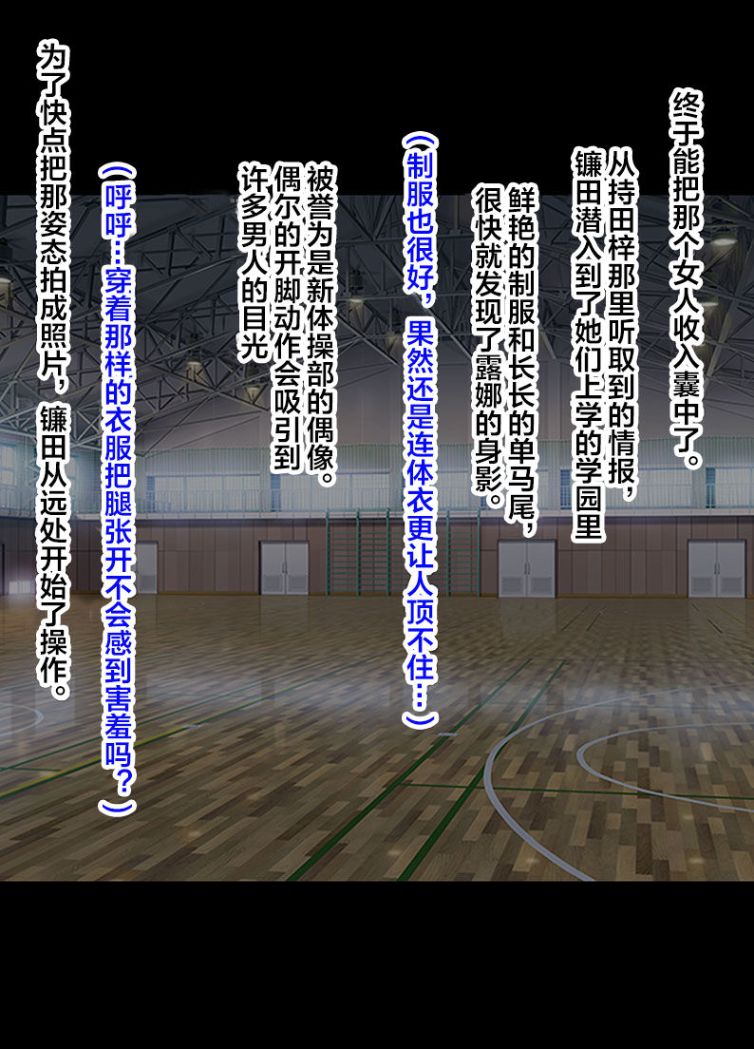 终于能把那个女人收入囊中了。
从持田梓那里听取到的情报，
镰田潜入到了她们上学的学园里
鲜艳的制服和长长的单马尾，
很快就发现了露娜的身影。
（制服也很好，果然还是连体衣更让人顶不住…）
被誉为是新体操部的偶像。
偶尔的开脚动作会吸引到
许多男人的目光
（呼呼…穿着那样的衣服把腿张开不会感到害羞吗？）
为了快点把那姿态拍成照片，镰田从远处开始了操作。